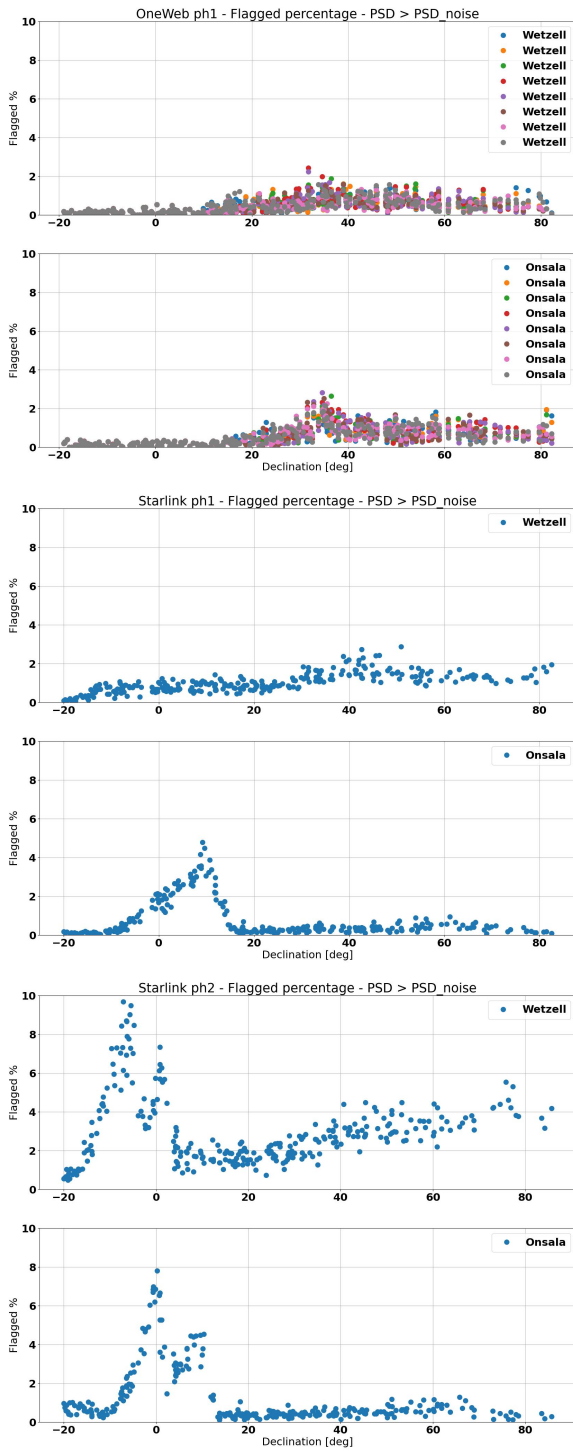 OneWeb ph1 - Flagged percentage - PSD > PSD_noise
10
8
6
4
2
0
Flagged %
Wetzell
Wetzell
Wetzell
Wetzell
Wetzell
Wetzell
Wetzell
Wetzell
−20 0 20 40 60 80
10
8
6
4
2
0
Flagged %
Onsala
Onsala
Onsala
Onsala
Onsala
Onsala
Onsala
Onsala
−20 0 20 40 60 80
Declination [deg]
Starlink ph1 - Flagged percentage - PSD > PSD_noise
10
8
6
4
2
0
Flagged %
Wetzell
−20 0 20 40 60 80
10
8
6
4
2
0
Flagged %
Onsala
−20 0 20 40 60 80
Declination [deg]
Starlink ph2 - Flagged percentage - PSD > PSD_noise
10
8
6
4
2
0
Flagged %
Wetzell
−20 0 20 40 60 80
10
8
6
4
2
0
Flagged %
Onsala
−20 0 20 40 60 80
Declination [deg]